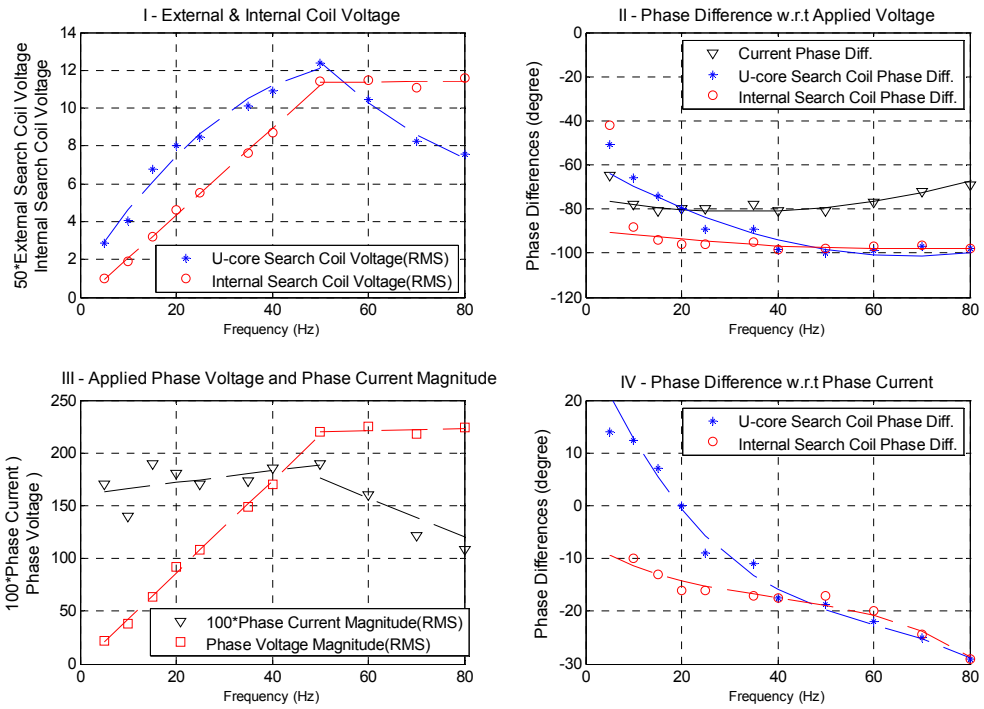 I - External & Internal Coil Voltage
50*External Search Coil Voltage
Internal Search Coil Voltage
14
12
10
8
6
4
2
0
U-core Search Coil Voltage(RMS)
Internal Search Coil Voltage(RMS)
0
20
40
60
80
Frequency (Hz)
II - Phase Difference w.r.t Applied Voltage
Phase Differences (degree)
0
-20
-40
-60
-80
-100
-120
Current Phase Diff.
U-core Search Coil Phase Diff.
Internal Search Coil Phase Diff.
0
20
40
60
80
Frequency (Hz)
III - Applied Phase Voltage and Phase Current Magnitude
100*Phase Current )
Phase Voltage )
250
200
150
100
50
0
100*Phase Current Magnitude(RMS)
Phase Voltage Magnitude(RMS)
0
20
40
60
80
Frequency (Hz)
IV - Phase Difference w.r.t Phase Current
Phase Differences (degree)
20
10
0
-10
-20
-30
U-core Search Coil Phase Diff.
Internal Search Coil Phase Diff.
0
20
40
60
80
Frequency (Hz)